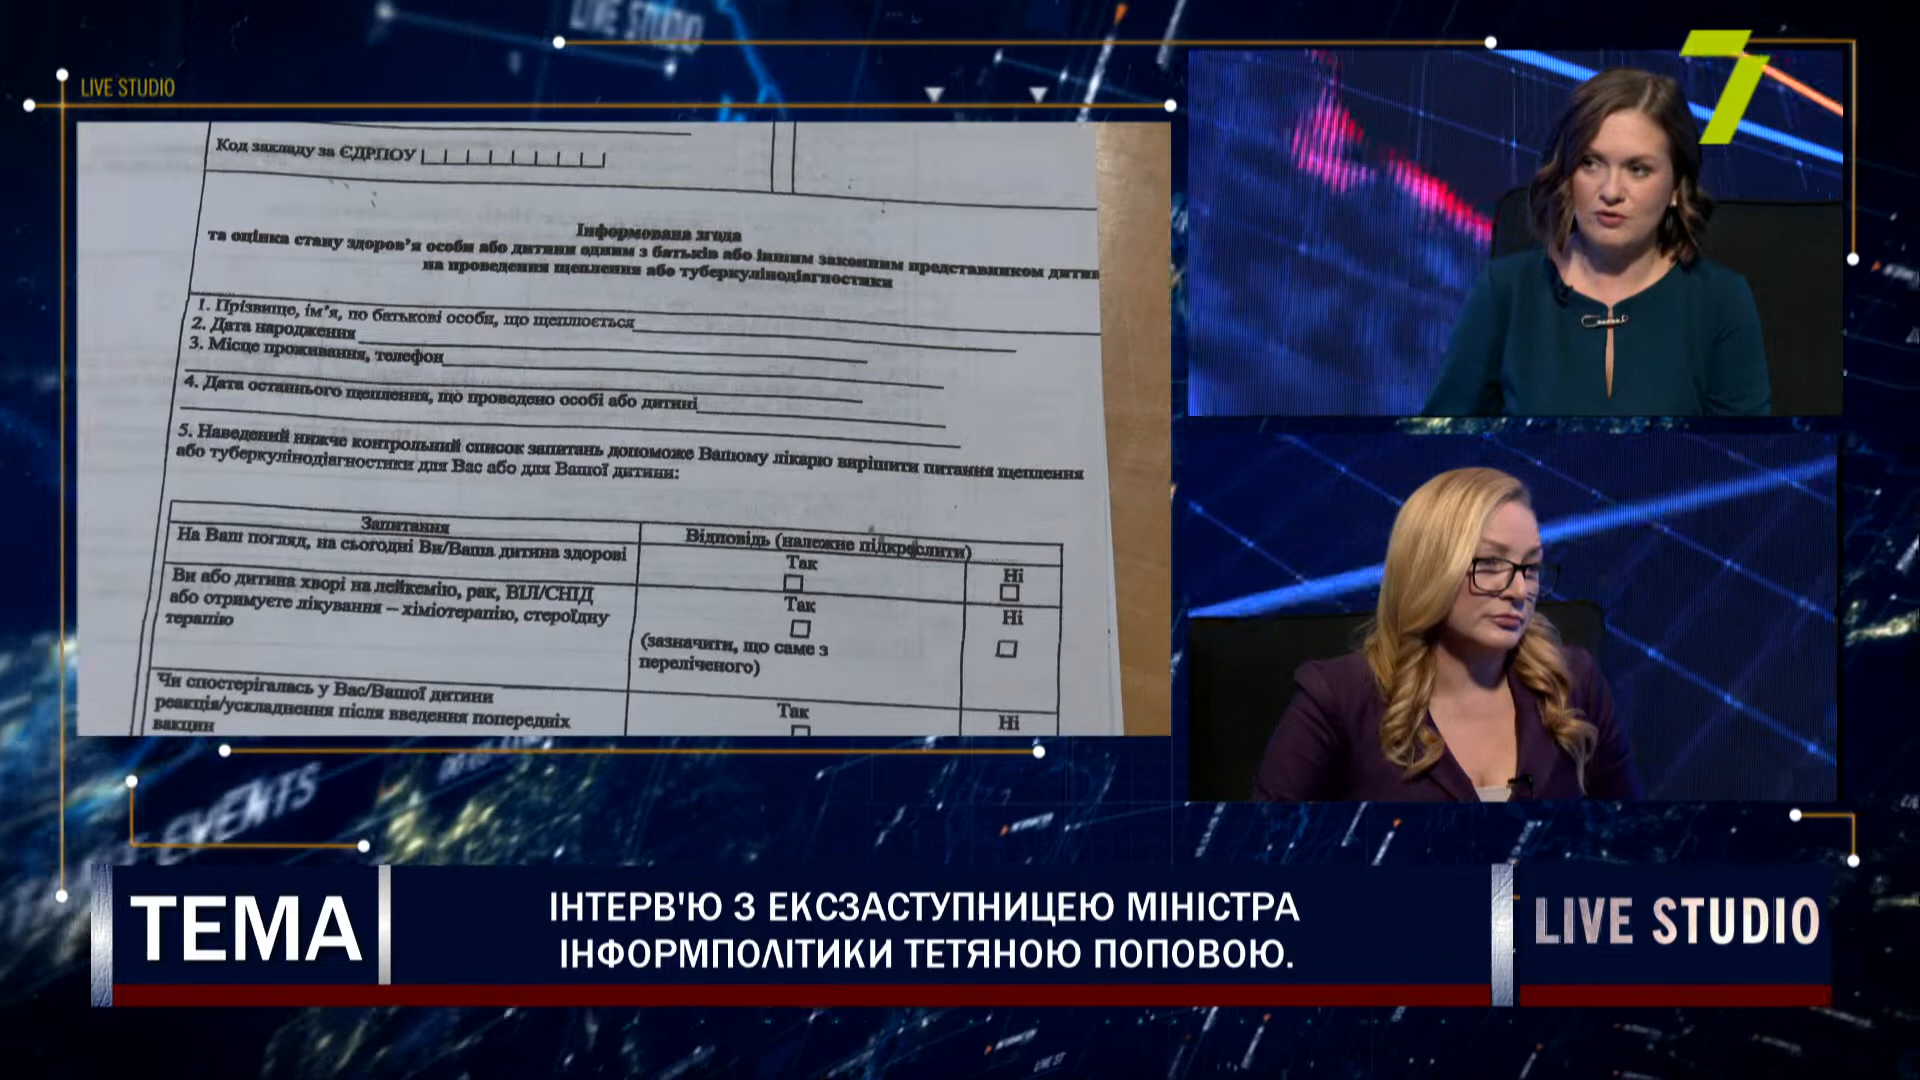 LIVE STUDIO
LIVE STUDIO
7
Код закладу за ЄДРПОУ
Інформована згода
та оцінка стану здоров’я особи або дитини одним з батьків або іншим законним представником дитин
на проведення щеплення або туберкулінодіагностики
1. Прізвище, ім’я, по батькові особи, що щеплюється
2. Дата народження
3. Місце проживання, телефон
4. Дата останнього щеплення, що проведено особі або дитині
5. Наведений нижче контрольний список запитань допоможе Вашому лікарю вирішити питання щеплення
або туберкулінодіагностики для Вас або для Вашої дитини:
Запитання
Відповідь (належне підкреслити)
На Ваш погляд, на сьогодні Ви/Ваша дитина здорові
Так
Ні
Ви або дитина хворі на лейкемію, рак, ВІЛ/СНІД
або отримуєте лікування – хіміотерапію, стероїдну
терапію
Так
(зазначити, що саме з
переліченого)
Ні
Чи спостерігалась у Вас/Вашої дитини
реакція/ускладнення після введення попередніх
вакцин
Так
Ні
EVENTS
ТЕМА
ІНТЕРВ'Ю З ЕКСЗАСТУПНИЦЕЮ МІНІСТРА
ІНФОРМПОЛІТИКИ ТЕТЯНОЮ ПОПОВОЮ.
LIVE STUDIO